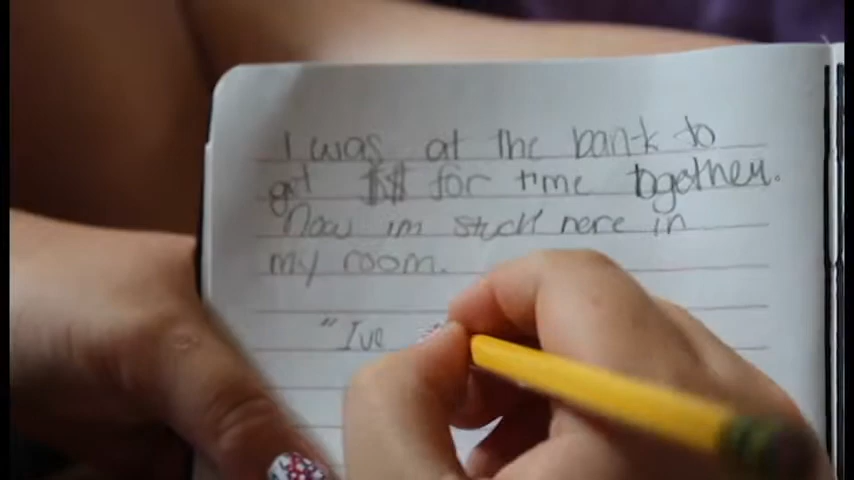 I was at the bank to
get $$ for time together.
Now im stuck here in
my room.
"Ive